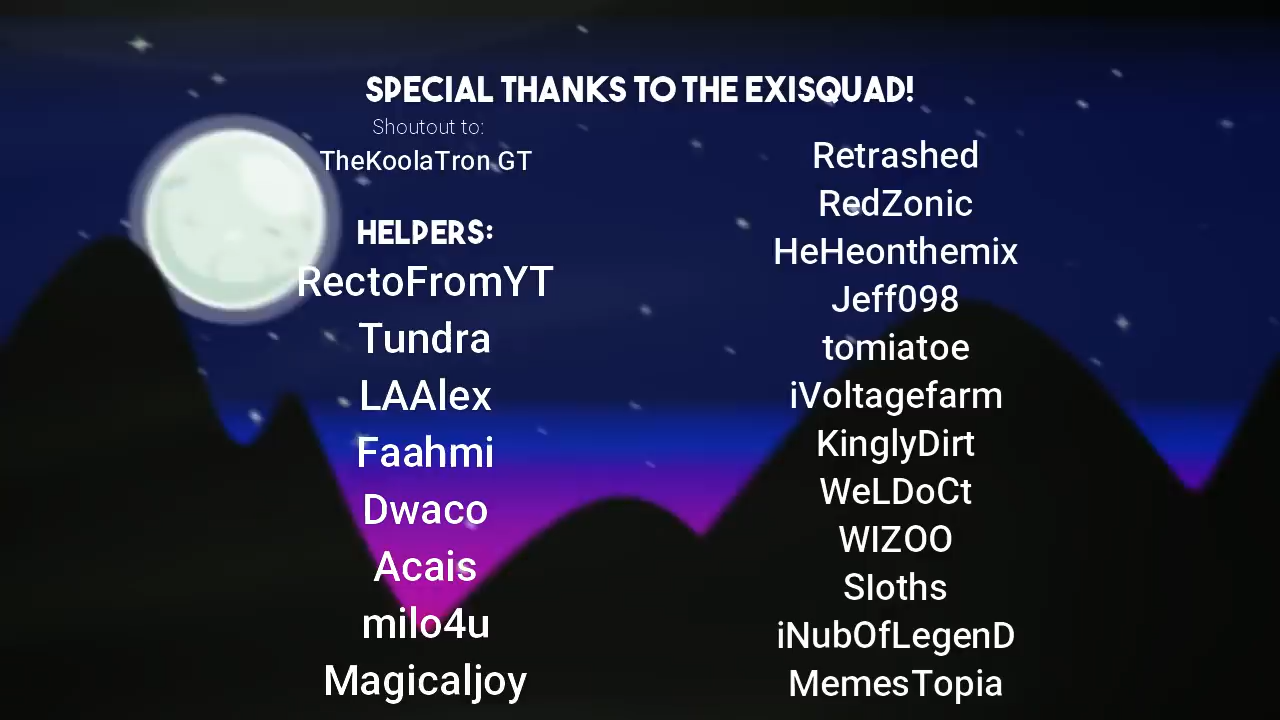 SPECIAL THANKS TO THE EXISQUAD!
Shoutout to:
TheKoolaTron GT
HELPERS:
RectoFromYT
Tundra
LAAlex
Faahmi
Dwaco
Acais
milo4u
Magicaljoy
Retrashed
RedZonic
HeHeonthemix
Jeff098
tomiatoe
iVoltagefarm
KinglyDirt
WeLDoCt
WIZOO
Sloths
iNubOfLegenD
MemesTopia